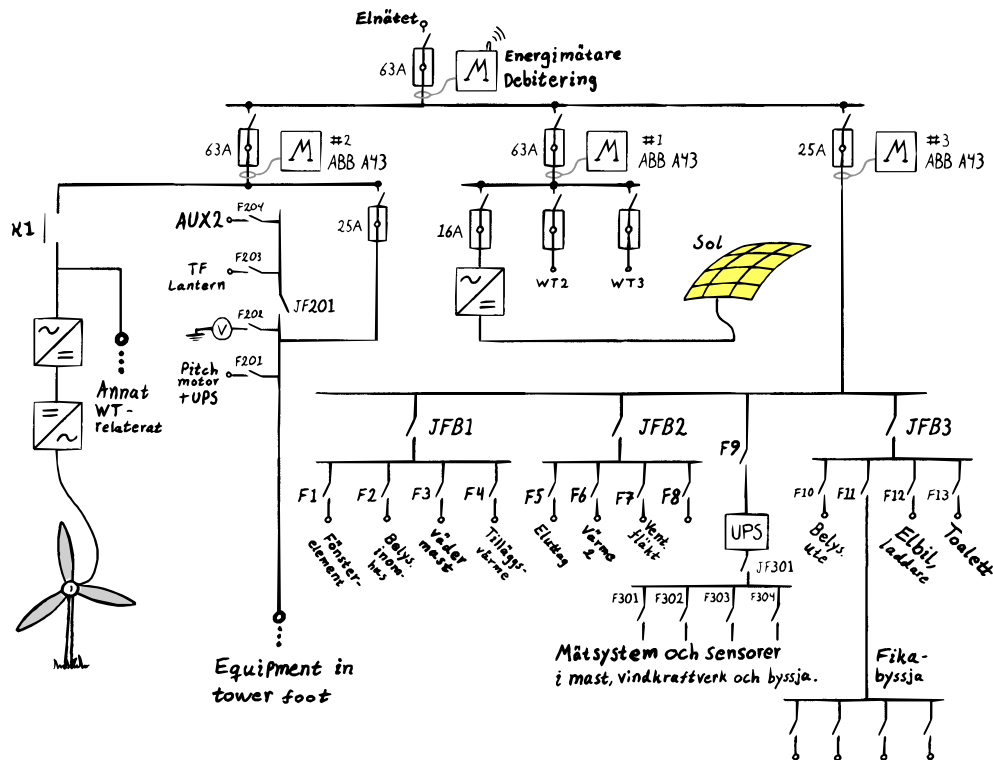 Elnätet
63A
M
Energimätare
Debitering
63A
M
#2
ABB A43
63A
M
#1
ABB A43
25A
M
#3
ABB A43
K1
AUX2
F204
25A
16A
WT2
WT3
Sol
TF
Lantern
F203
JF201
V
F202
Pitch
motor
+UPS
F201
Annat
WT-
relaterat
JFB1
JFB2
F9
JFB3
F1
F2
F3
F4
F5
F6
F7
F8
F10
F11
F12
F13
Fönster-
element
Belys.
inom-
hus
Väder
mast
Tilläggs-
värme
Eluttag
Värme
2
Vent.
fläkt
UPS
Belys.
ute
Elbil,
laddare
Toalett
JF301
F301
F302
F303
F304
Equipment in
tower foot
Mätsystem och sensorer
i mast, vindkraftverk och byssja.
Fika-
byssja